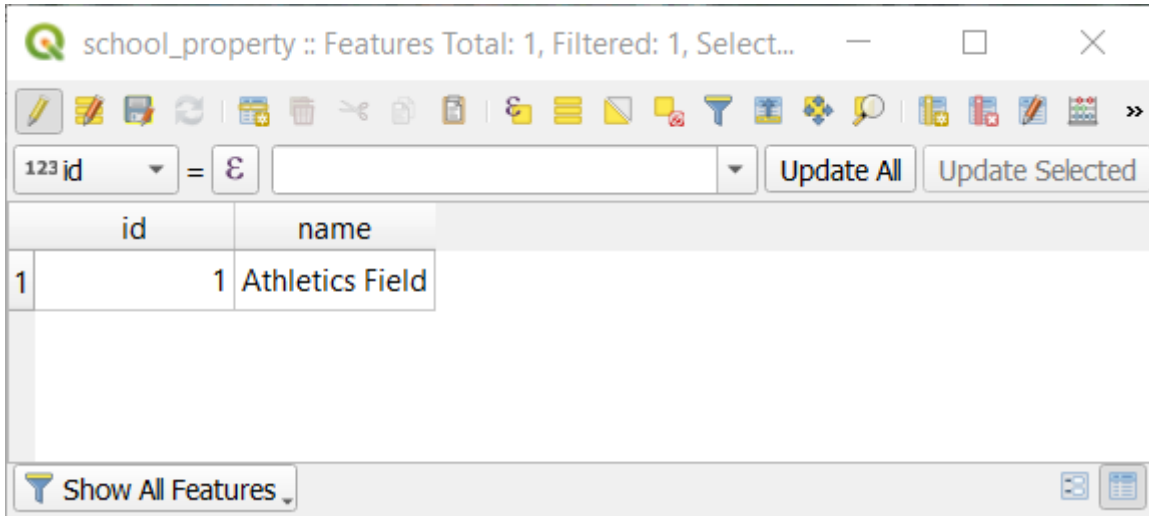 school_property :: Features Total: 1, Filtered: 1, Select...
123 id = ε Update All Update Selected
id name
1 1 Athletics Field
Show All Features